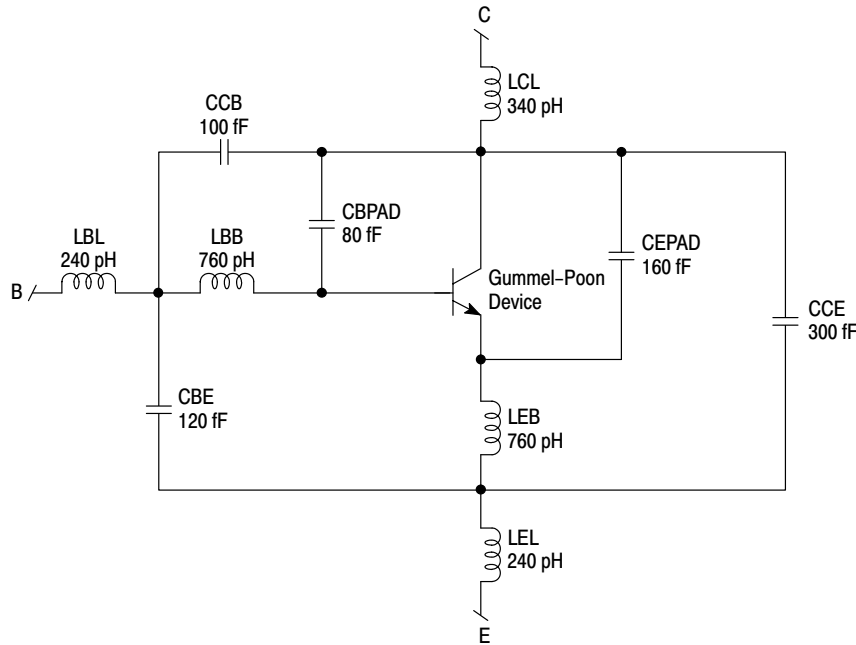 C
LCL
340 pH
CCB
100 fF
CBPAD
80 fF
CEPAD
160 fF
LBL
240 pH
LBB
760 pH
B
Gummel–Poon
Device
CCE
300 fF
CBE
120 fF
LEB
760 pH
LEL
240 pH
E